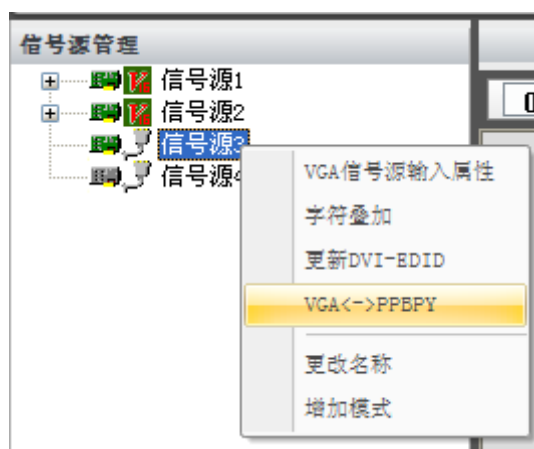 信号源管理
信号源1
信号源2
信号源3
信号源4
VGA信号源输入属性
字符叠加
更新DVI-EDID
VGA<->PPBPY
更改名称
增加模式